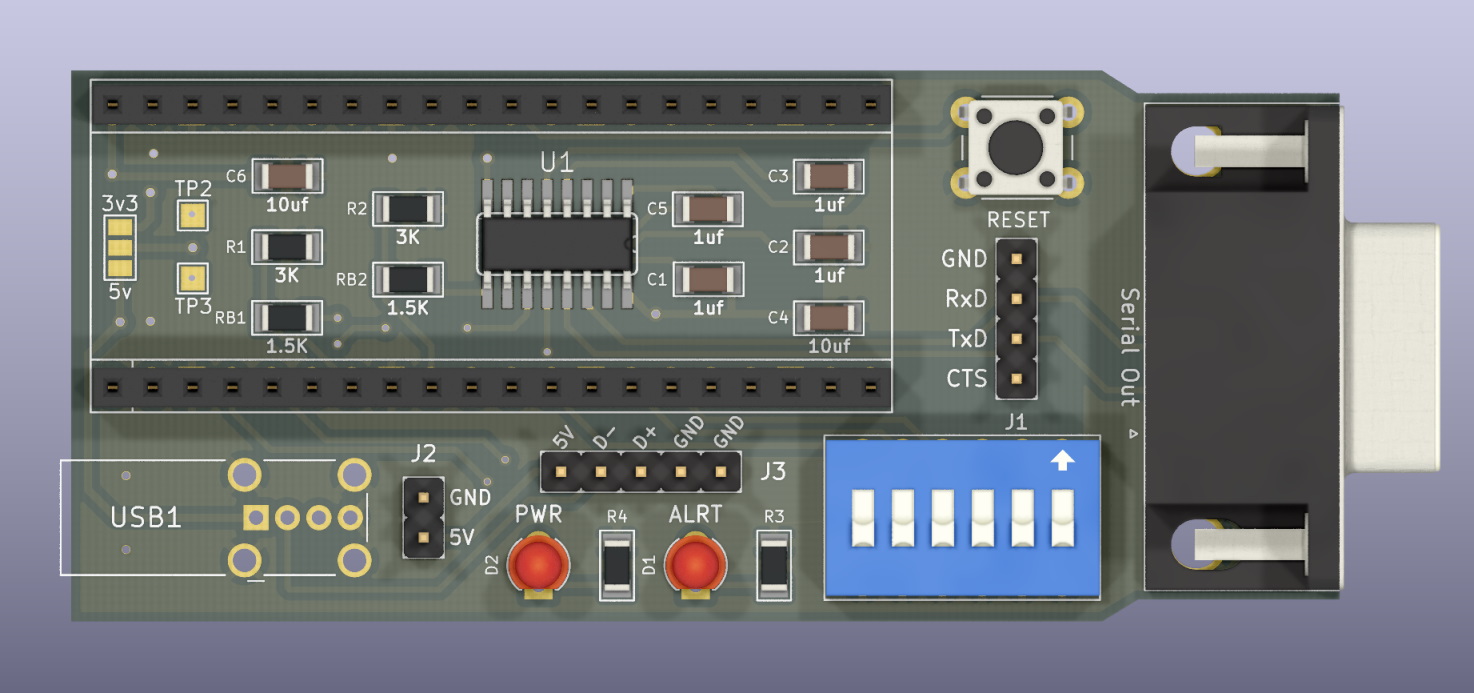 U1
C6
10uf
TP2
3v3
5v
TP3
R1
3K
RB1
1.5K
R2
3K
RB2
1.5K
C5
1uf
C1
1uf
C3
1uf
C2
1uf
C4
10uf
RESET
GND
RxD
TxD
CTS
J1
Serial Out
5V
D-
D+
GND
GND
J3
J2
GND
5V
USB1
PWR
D2
R4
ALRT
D1
R3